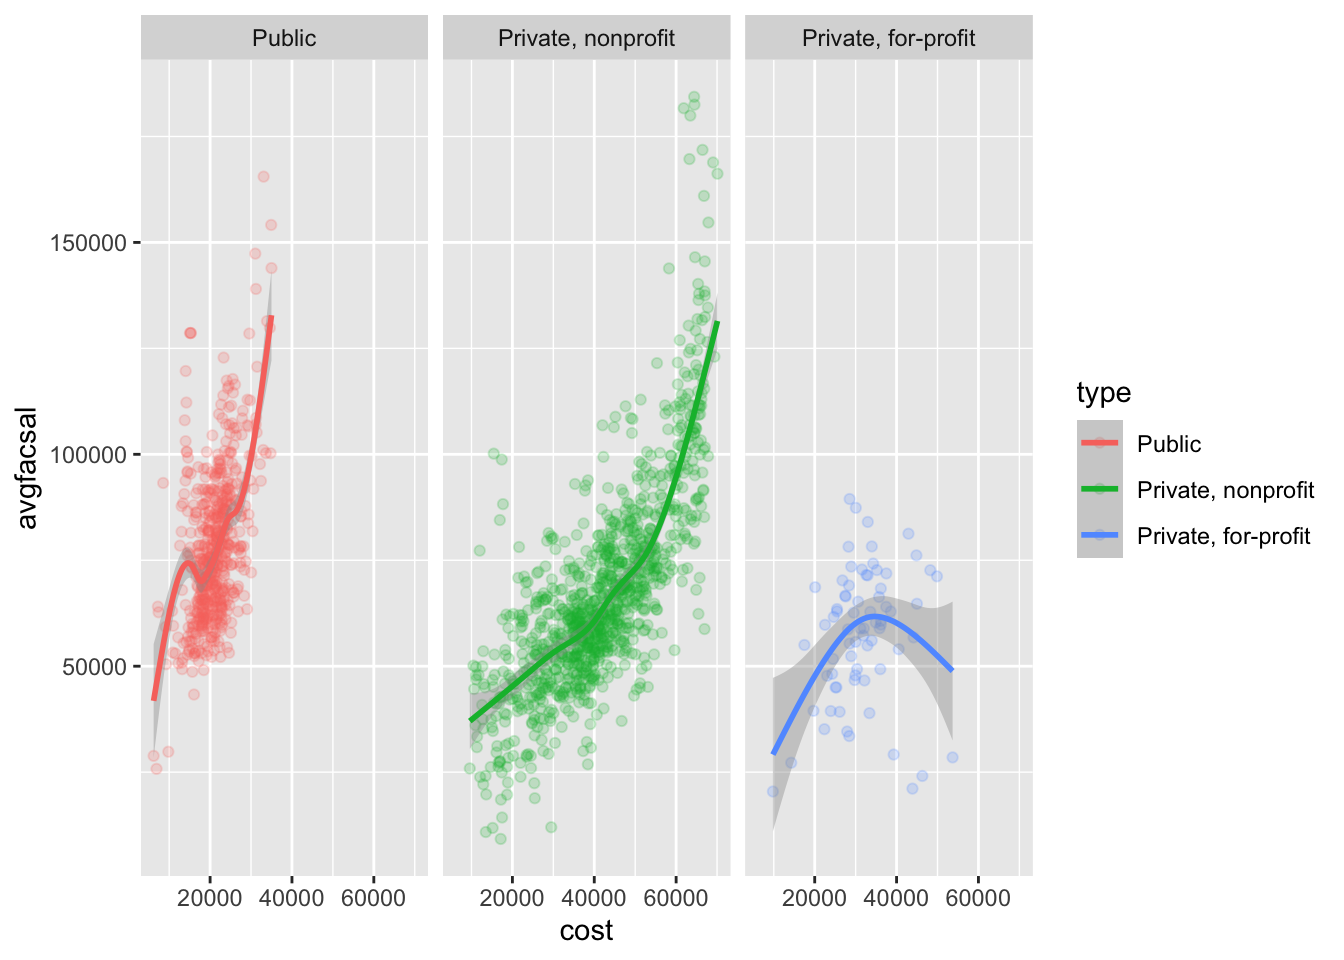 Public
Private, nonprofit
Private, for-profit
avgfacsal
150000
100000
50000
20000 40000 60000
20000 40000 60000
20000 40000 60000
cost
type
Public
Private, nonprofit
Private, for-profit